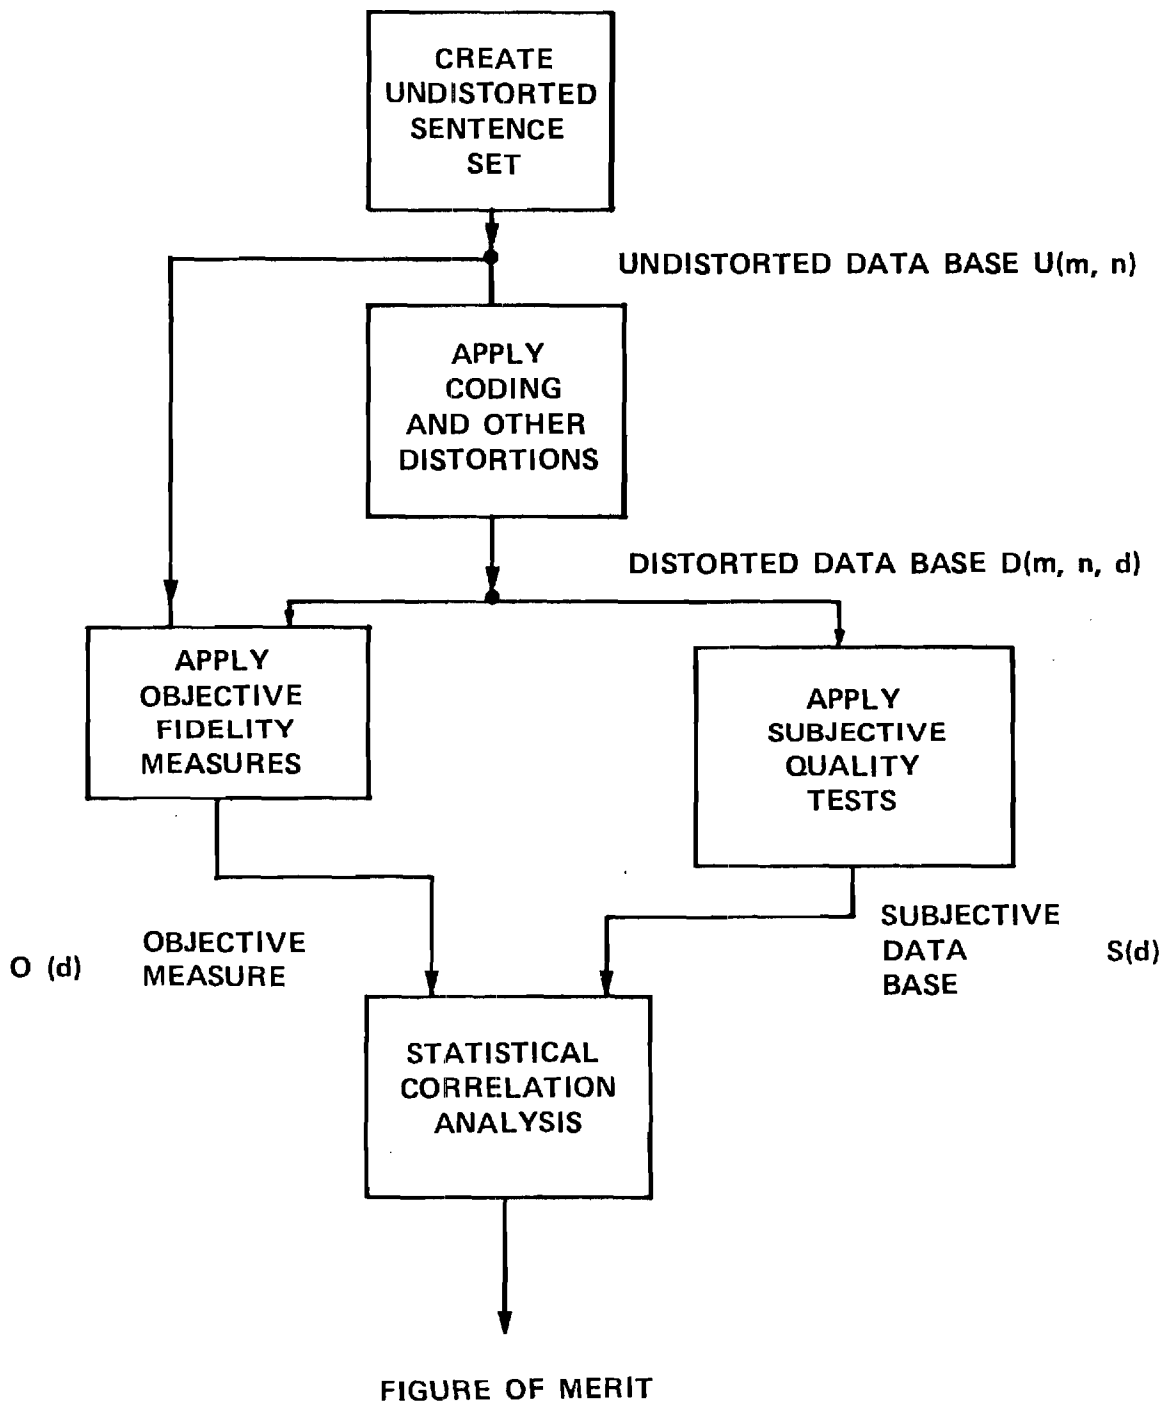 CREATE
UNDISTORTED
SENTENCE
SET
UNDISTORTED DATA BASE U(m, n)
APPLY
CODING
AND OTHER
DISTORTIONS
DISTORTED DATA BASE D(m, n, d)
APPLY
OBJECTIVE
FIDELITY
MEASURES
APPLY
SUBJECTIVE
QUALITY
TESTS
O (d)
OBJECTIVE
MEASURE
SUBJECTIVE
DATA
BASE
S(d)
STATISTICAL
CORRELATION
ANALYSIS
FIGURE OF MERIT